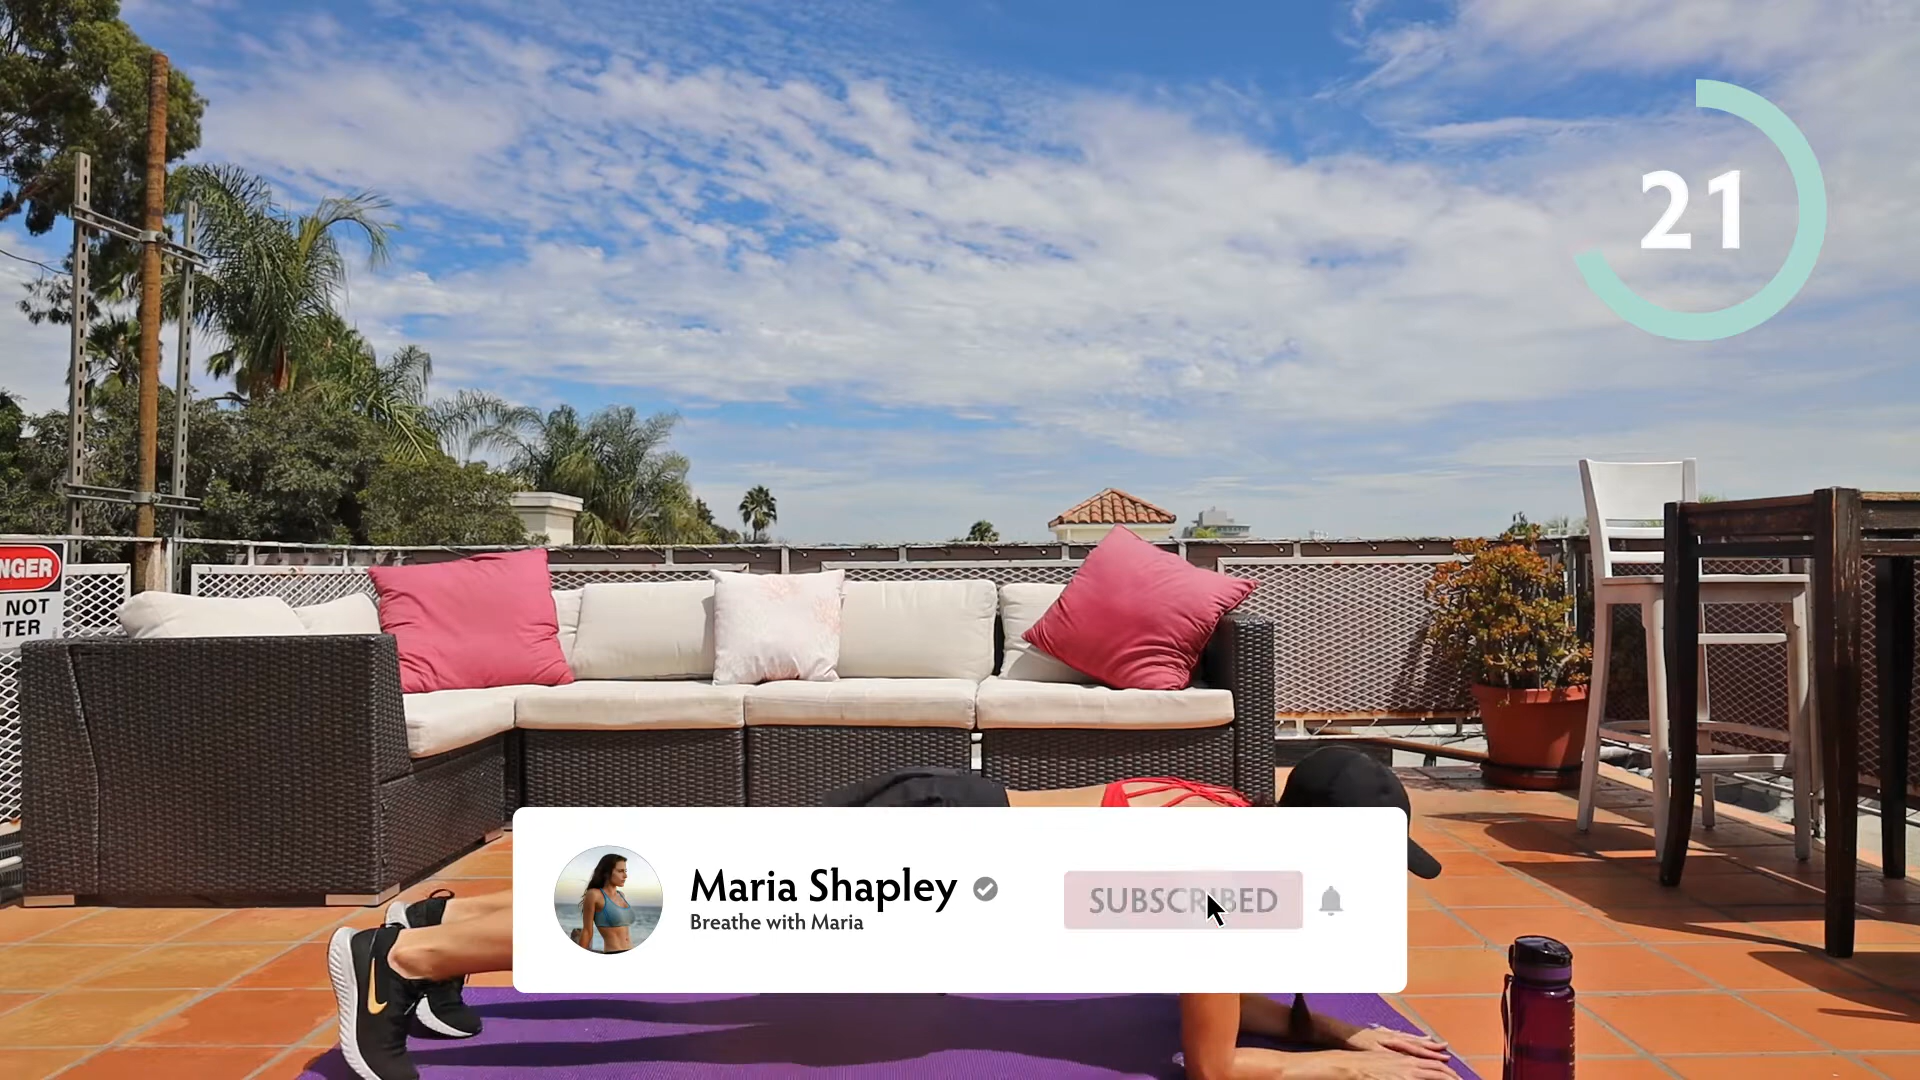 21
NGER
NOT
TER
Maria Shapley
Breathe with Maria
SUBSCRIBED